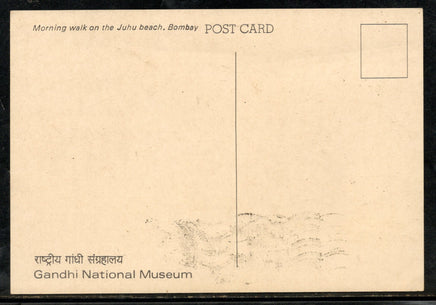 Morning walk on the Juhu beach, Bombay POST CARD
राष्ट्रीय गांधी संग्रहालय
Gandhi National Museum